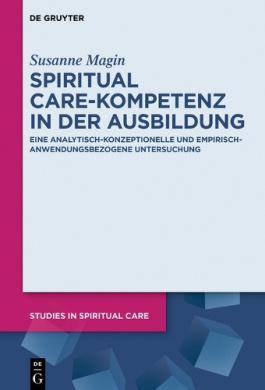 DE GRUYTER
Susanne Magin
SPIRITUAL
CARE-KOMPETENZ
IN DER AUSBILDUNG
EINE ANALYTISCH-KONZEPTIONELLE UND EMPIRISCH-
ANWENDUNGSBEZOGENE UNTERSUCHUNG
STUDIES IN SPIRITUAL CARE
DE
G